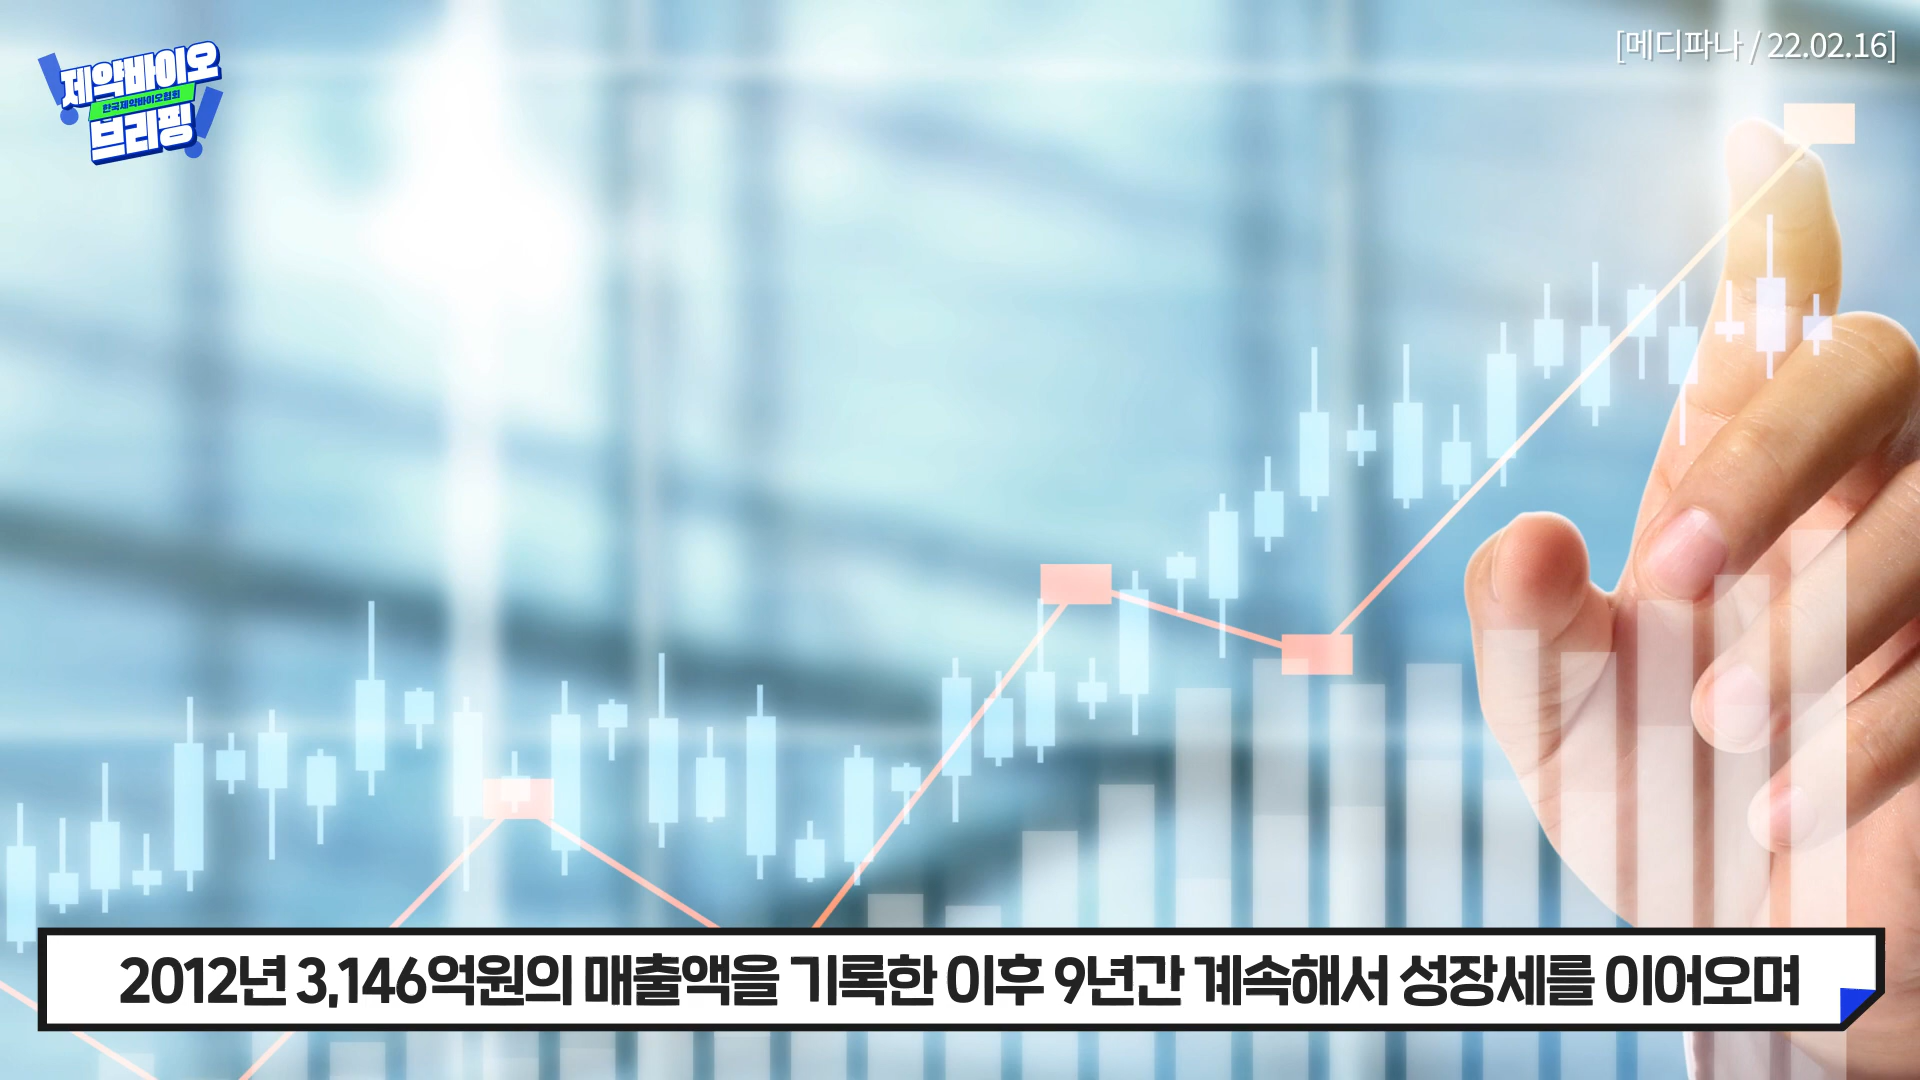 제약바이오
한국제약바이오협회
브리핑
[메디파나 / 22.02.16]
2012년 3,146억원의 매출액을 기록한 이후 9년간 계속해서 성장세를 이어오며